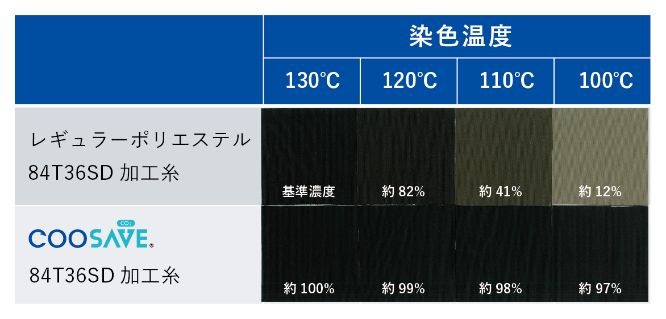 染色温度
130℃ 120℃ 110℃ 100℃
レギュラーポリエステル
84T36SD 加工糸
基準濃度 約 82% 約 41% 約 12%
CO2
COOSAVE®
84T36SD 加工糸
約 100% 約 99% 約 98% 約 97%